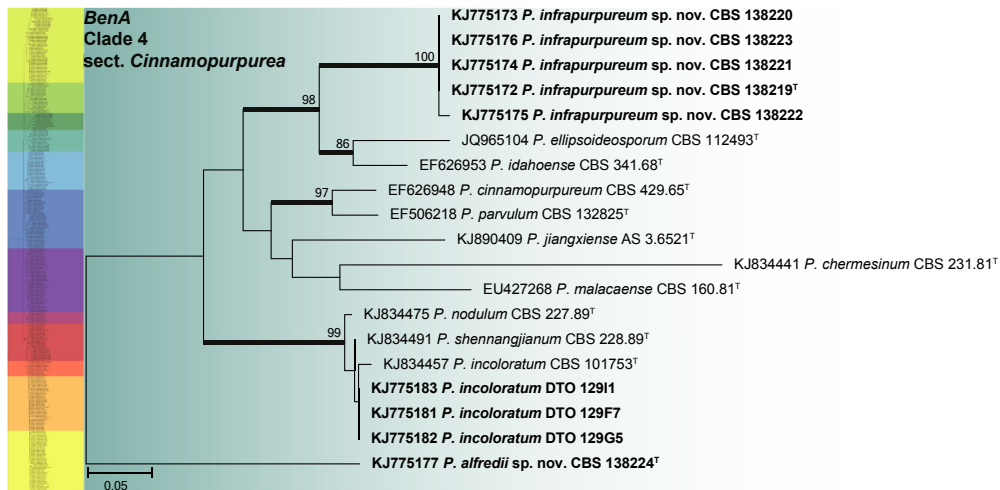 BenA
Clade 4
sect. Cinnamopurpurea
KJ775173 P. infrapurpureum sp. nov. CBS 138220
KJ775176 P. infrapurpureum sp. nov. CBS 138223
100
KJ775174 P. infrapurpureum sp. nov. CBS 138221
KJ775172 P. infrapurpureum sp. nov. CBS 138219ᵀ
98
KJ775175 P. infrapurpureum sp. nov. CBS 138222
JQ965104 P. ellipsoideosporum CBS 112493ᵀ
86
EF626953 P. idahoense CBS 341.68ᵀ
EF626948 P. cinnamopurpureum CBS 429.65ᵀ
97
EF506218 P. parvulum CBS 132825ᵀ
KJ890409 P. jiangxiense AS 3.6521ᵀ
KJ834441 P. chermesinum CBS 231.81ᵀ
EU427268 P. malacaense CBS 160.81ᵀ
KJ834475 P. nodulum CBS 227.89ᵀ
99
KJ834491 P. shennangjianum CBS 228.89ᵀ
KJ834457 P. incoloratum CBS 101753ᵀ
KJ775183 P. incoloratum DTO 129I1
KJ775181 P. incoloratum DTO 129F7
KJ775182 P. incoloratum DTO 129G5
KJ775177 P. alfredii sp. nov. CBS 138224ᵀ
0.05